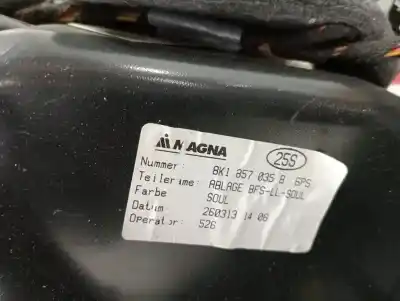 MAGNA
25S
Nummer: 8K1 857 035 B 6PS
Teilename: ABLAGE BFS-LL-SOUL
Farbe SOUL
Datum 260313 14 06
Operator: 526